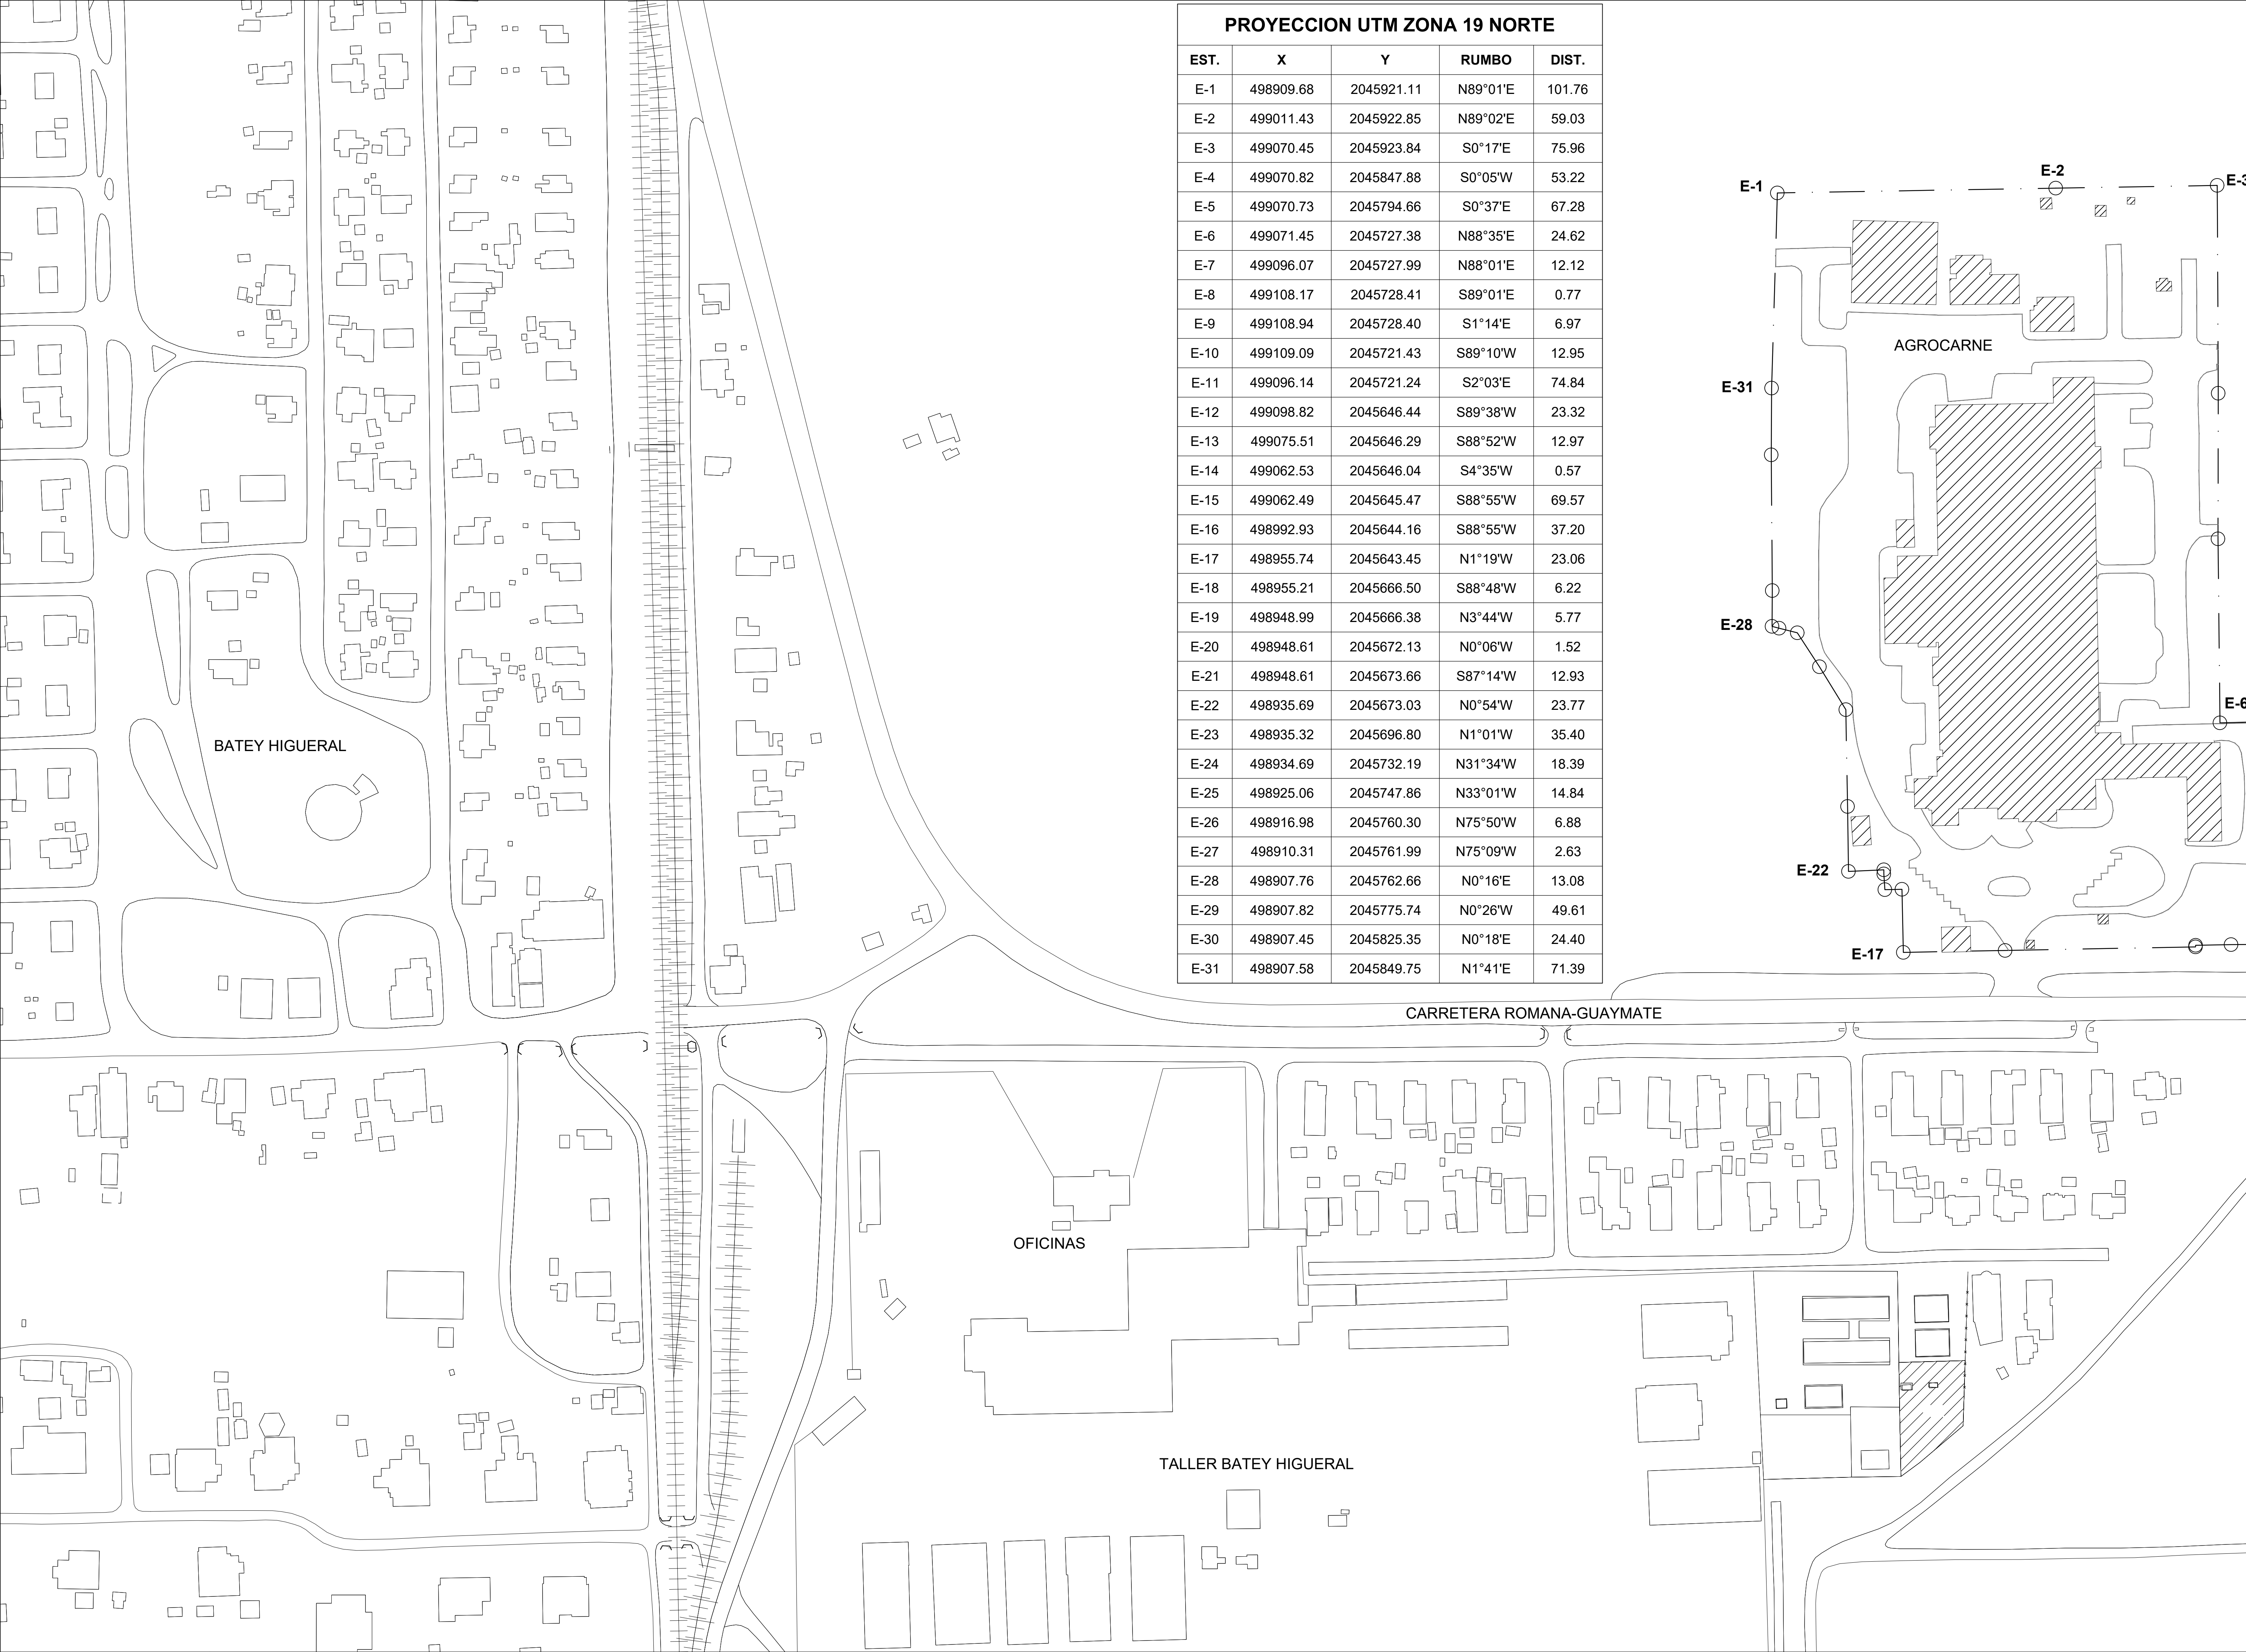 PROYECCION UTM ZONA 19 NORTE
EST. X Y RUMBO DIST.
E-1 498909.68 2045921.11 N89°01'E 101.76
E-2 499011.43 2045922.85 N89°02'E 59.03
E-3 499070.45 2045923.84 S0°17'E 75.96
E-4 499070.82 2045847.88 S0°05'W 53.22
E-5 499070.73 2045794.66 S0°37'E 67.28
E-6 499071.45 2045727.38 N88°35'E 24.62
E-7 499096.07 2045727.99 N88°01'E 12.12
E-8 499108.17 2045728.41 S89°01'E 0.77
E-9 499108.94 2045728.40 S1°14'E 6.97
E-10 499109.09 2045721.43 S89°10'W 12.95
E-11 499096.14 2045721.24 S2°03'E 74.84
E-12 499098.82 2045646.44 S89°38'W 23.32
E-13 499075.51 2045646.29 S88°52'W 12.97
E-14 499062.53 2045646.04 S4°35'W 0.57
E-15 499062.49 2045645.47 S88°55'W 69.57
E-16 498992.93 2045644.16 S88°55'W 37.20
E-17 498955.74 2045643.45 N1°19'W 23.06
E-18 498955.21 2045666.50 S88°48'W 6.22
E-19 498948.99 2045666.38 N3°44'W 5.77
E-20 498948.61 2045672.13 N0°06'W 1.52
E-21 498948.61 2045673.66 S87°14'W 12.93
E-22 498935.69 2045673.03 N0°54'W 23.77
E-23 498935.32 2045696.80 N1°01'W 35.40
E-24 498934.69 2045732.19 N31°34'W 18.39
E-25 498925.06 2045747.86 N33°01'W 14.84
E-26 498916.98 2045760.30 N75°50'W 6.88
E-27 498910.31 2045761.99 N75°09'W 2.63
E-28 498907.76 2045762.66 N0°16'E 13.08
E-29 498907.82 2045775.74 N0°26'W 49.61
E-30 498907.45 2045825.35 N0°18'E 24.40
E-31 498907.58 2045849.75 N1°41'E 71.39
E-1
E-2
E-3
AGROCARNE
E-31
E-28
E-6
BATEY HIGUERAL
E-22
E-17
CARRETERA ROMANA-GUAYMATE
OFICINAS
TALLER BATEY HIGUERAL